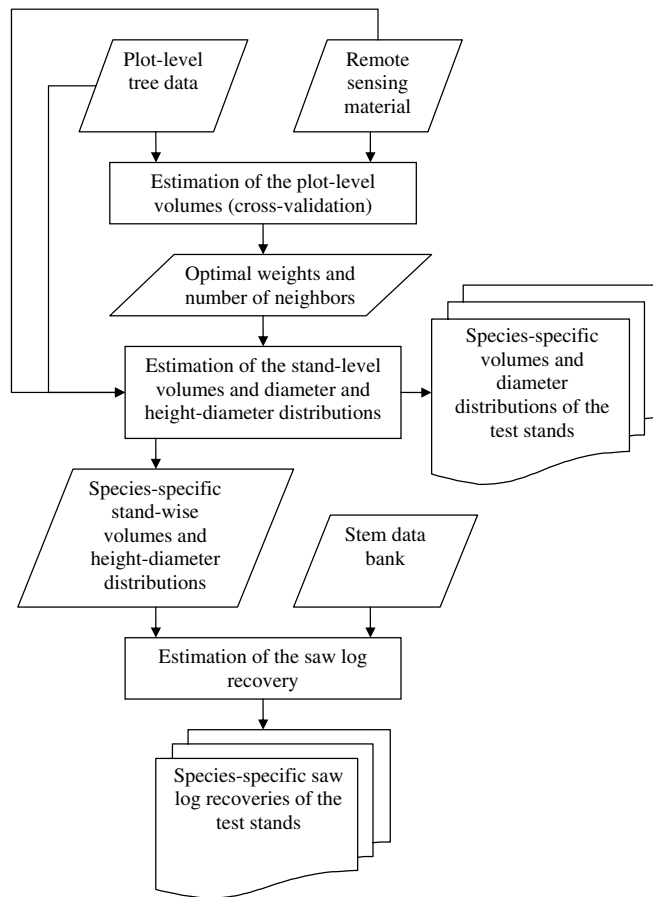 Plot-level
tree data
Remote
sensing
material
Estimation of the plot-level
volumes (cross-validation)
Optimal weights and
number of neighbors
Estimation of the stand-level
volumes and diameter and
height-diameter distributions
Species-specific
volumes and
diameter
distributions of the
test stands
Species-specific
stand-wise
volumes and
height-diameter
distributions
Stem data
bank
Estimation of the saw log
recovery
Species-specific saw
log recoveries of the
test stands